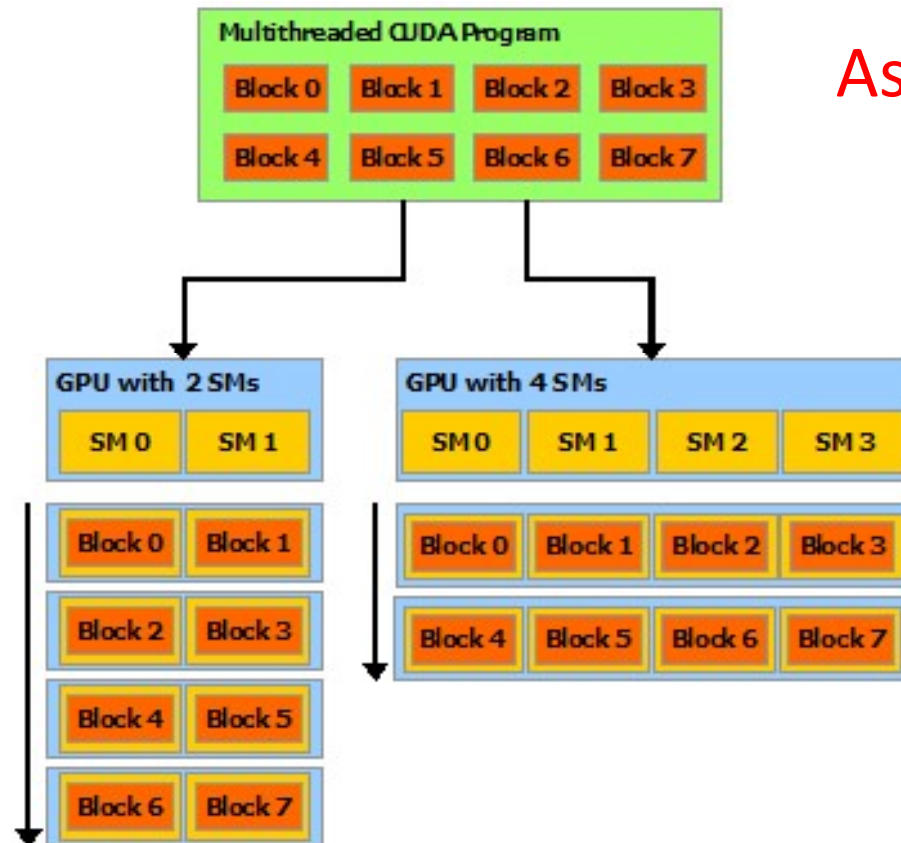 Multithreaded CUDA Program
As
Block 0 Block 1 Block 2 Block 3
Block 4 Block 5 Block 6 Block 7
GPU with 2 SMs
SM 0 SM 1
Block 0 Block 1
Block 2 Block 3
Block 4 Block 5
Block 6 Block 7
GPU with 4 SMs
SM 0 SM 1 SM 2 SM 3
Block 0 Block 1 Block 2 Block 3
Block 4 Block 5 Block 6 Block 7